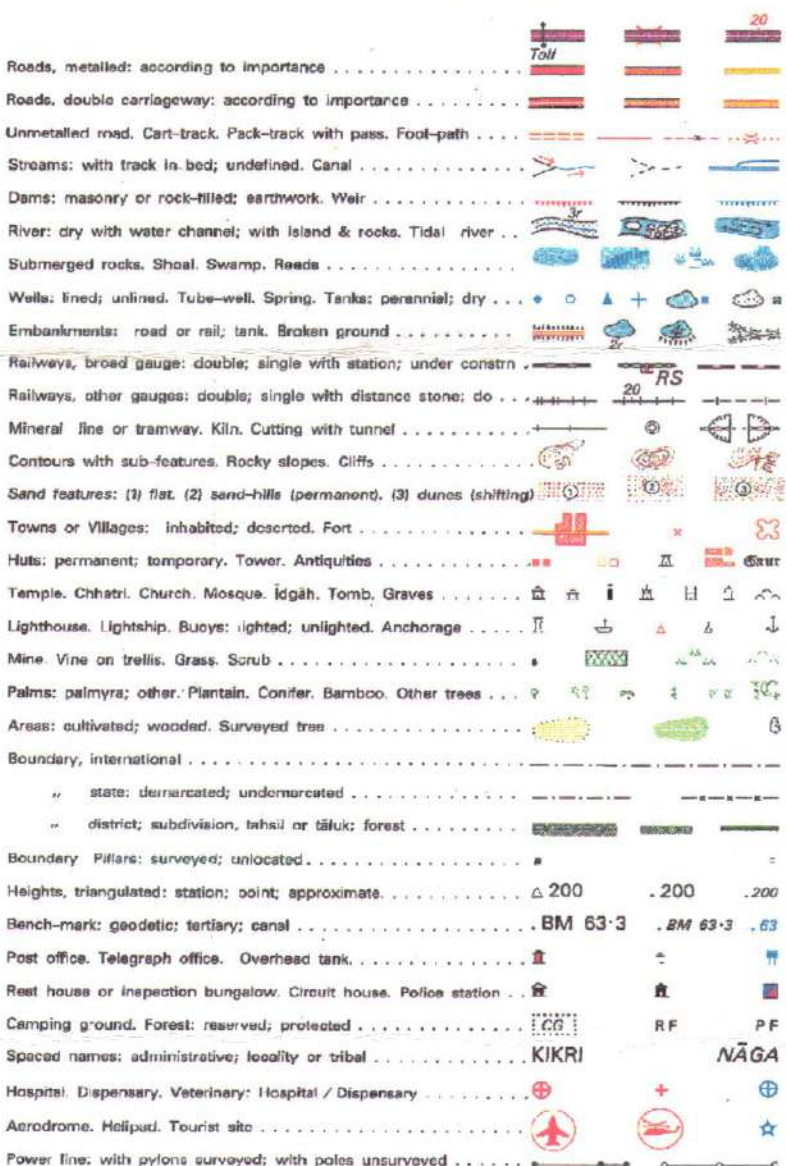 20
Toll
Roads, metalled: according to importance
Roads, double carriageway: according to importance
Unmetalled road. Cart-track. Pack-track with pass. Foot-path
Streams: with track in bed; undefined. Canal
Dams: masonry or rock-filled; earthwork. Weir
3r
River: dry with water channel; with island & rocks. Tidal river
Submerged rocks. Shoal. Swamp. Reeds
Wells: lined; unlined. Tube-well. Spring. Tanks: perennial; dry
Embankments: road or rail; tank. Broken ground
2r
Railways, broad gauge: double; single with station; under constrn
RS
Railways, other gauges: double; single with distance stone; do
20
Mineral line or tramway. Kiln. Cutting with tunnel
Contours with sub-features. Rocky slopes. Cliffs
Sand features: (1) flat. (2) sand-hills (permanent). (3) dunes (shifting) 1 2 3
Towns or Villages: inhabited; deserted. Fort
Huts: permanent; temporary. Tower. Antiquities
Temple. Chhatri. Church. Mosque. Īdgāh. Tomb. Graves
Lighthouse. Lightship. Buoys: lighted; unlighted. Anchorage
Mine. Vine on trellis. Grass. Scrub
Palms: palmyra; other. Plantain. Conifer. Bamboo. Other trees
Areas: cultivated; wooded. Surveyed tree
Boundary, international
„ state: demarcated; undemarcated
„ district; subdivision, tahsil or tāluk; forest
Boundary Pillars: surveyed; unlocated
Heights, triangulated: station; point; approximate. 200 .200 .200
Bench-mark: geodetic; tertiary; canal .BM 63·3 .BM 63·3 .63
Post office. Telegraph office. Overhead tank.
Rest house or inspection bungalow. Circuit house. Police station
Camping ground. Forest: reserved; protected CG RF PF
Spaced names: administrative; locality or tribal KIKRI NĀGA
Hospital. Dispensary. Veterinary: Hospital / Dispensary
Aerodrome. Helipad. Tourist site
Power line: with pylons surveyed; with poles unsurveyed